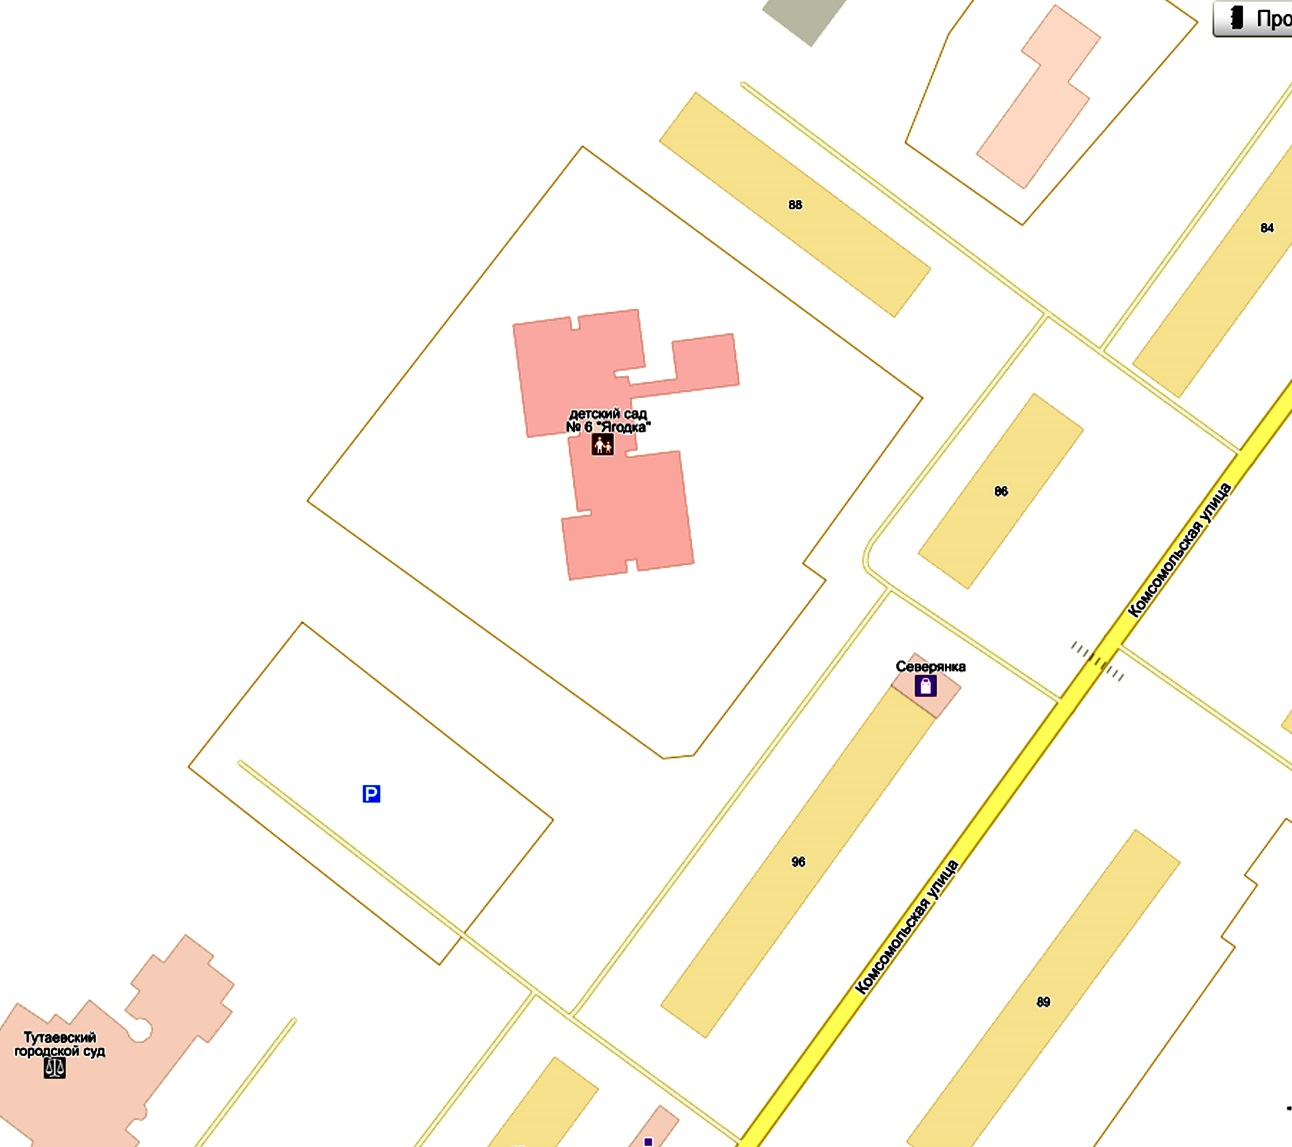 Про
88
84
детский сад
№ 6 "Ягодка"
86
Комсомольская улица
Северянка
P
96
Комсомольская улица
89
Тутаевский
городской суд